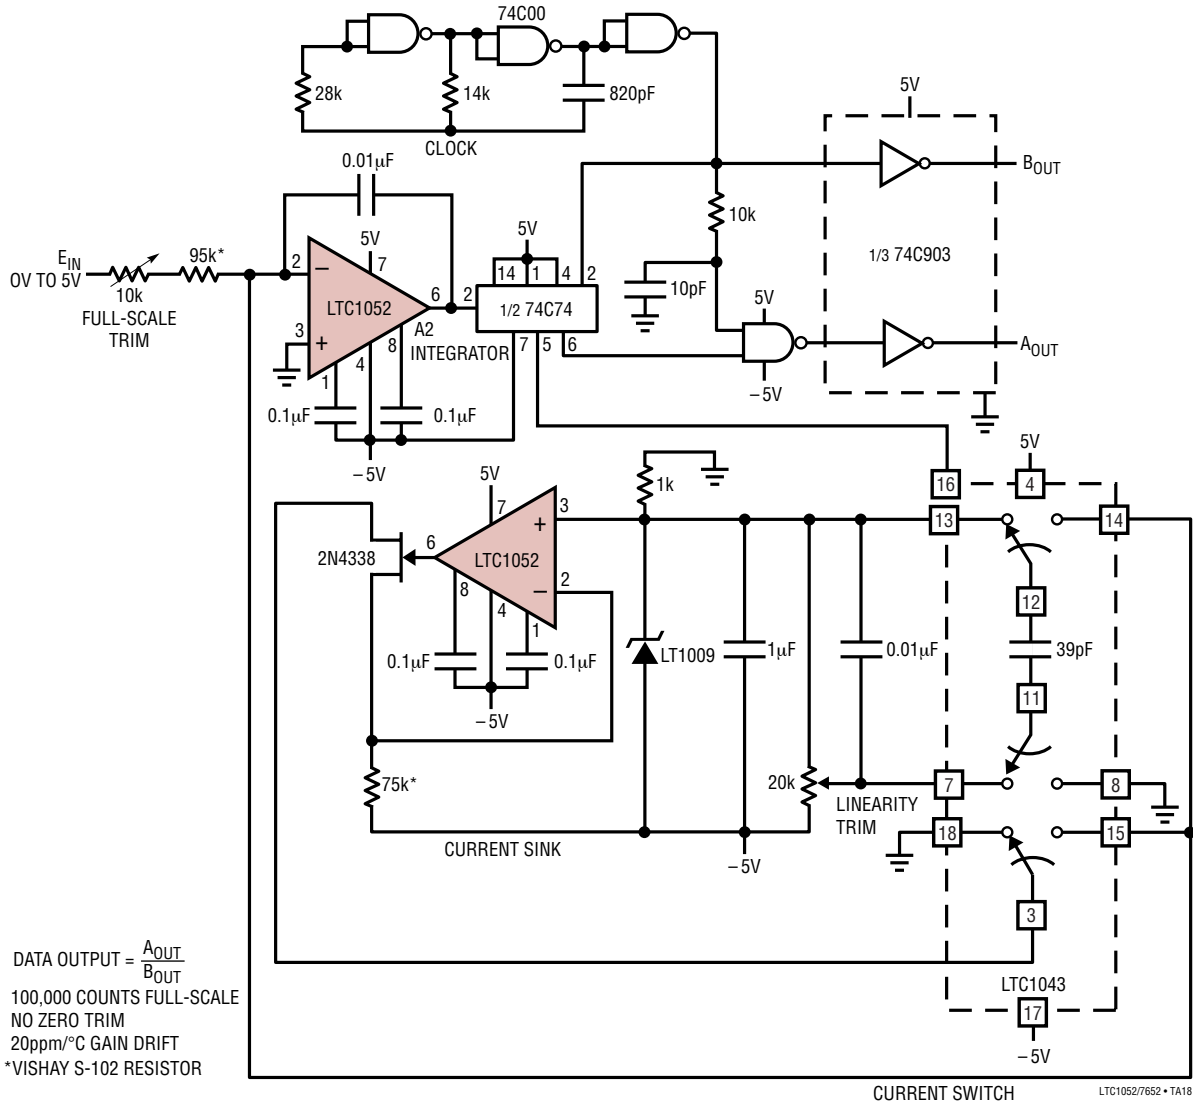 74C00
28k
14k
820pF
CLOCK
5V
0.01µF
BOUT
10k
5V
5V
EIN
0V TO 5V
95k*
2
–
7
14
1
4
2
1/3 74C903
10k
FULL-SCALE
TRIM
LTC1052
6
2
1/2 74C74
10pF
5V
3
+
A2
INTEGRATOR
8
7
5
6
AOUT
1
4
0.1µF
0.1µF
–5V
–5V
5V
16
4
1k
5V
7
3
+
13
14
2N4338
6
LTC1052
2
–
8
4
1
12
0.1µF
0.1µF
LT1009
1µF
0.01µF
39pF
11
–5V
75k*
20k
LINEARITY
TRIM
7
8
18
15
CURRENT SINK
–5V
3
DATA OUTPUT = AOUT
BOUT
100,000 COUNTS FULL-SCALE
NO ZERO TRIM
20ppm/°C GAIN DRIFT
*VISHAY S-102 RESISTOR
LTC1043
17
–5V
CURRENT SWITCH
LTC1052/7652 • TA18